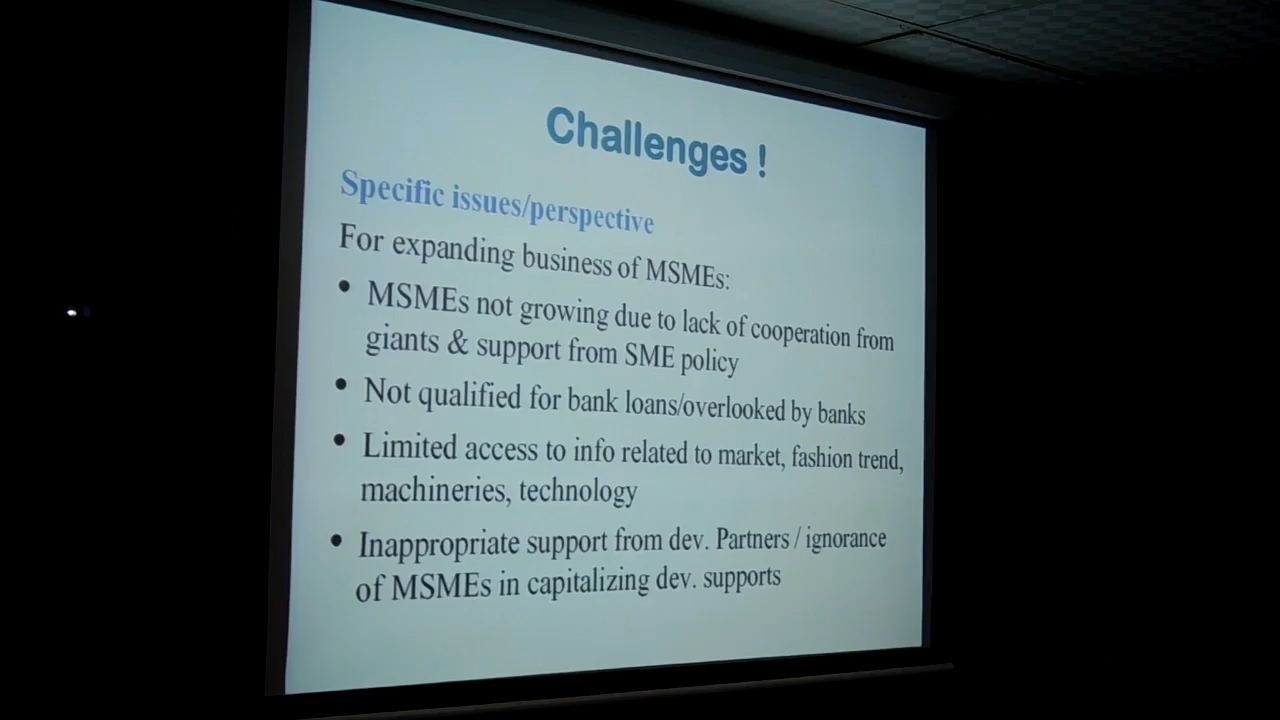 Challenges !
Specific issues/perspective
For expanding business of MSMEs:
• MSMEs not growing due to lack of cooperation from
giants & support from SME policy
• Not qualified for bank loans/overlooked by banks
• Limited access to info related to market, fashion trend,
machineries, technology
• Inappropriate support from dev. Partners / ignorance
of MSMEs in capitalizing dev. supports